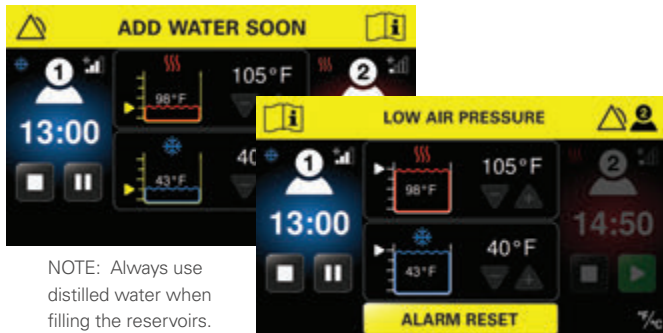 ADD WATER SOON
i
1
2
105°F
98°F
13:00
40
43°F
LOW AIR PRESSURE
i
2
1
2
105°F
98°F
13:00
14:50
40°F
43°F
ALARM RESET
°F/°C
NOTE: Always use
distilled water when
filling the reservoirs.